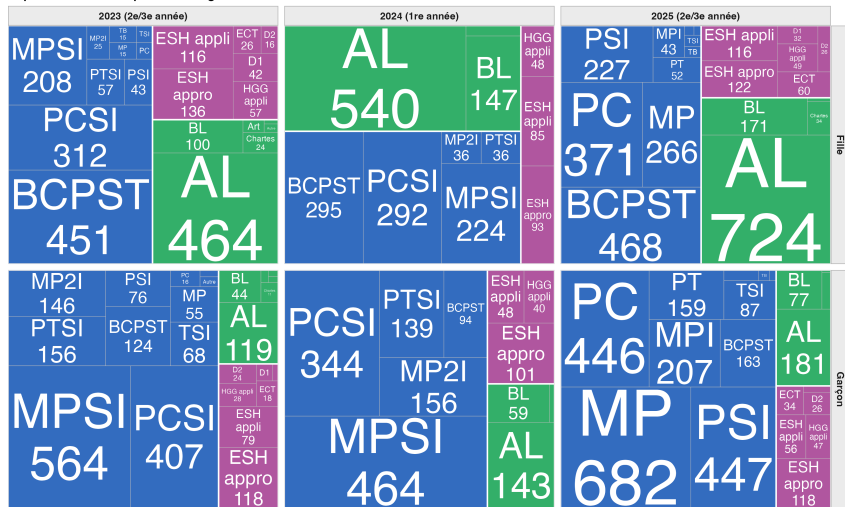 2023 (2e/3e année)
2024 (1re année)
2025 (2e/3e année)
Fille
MPSI
208
MP2I
25
TB
15
TSI
MP
15
PC
PTSI
57
PSI
43
PCSI
312
BCPST
451
ESH appli
116
ECT
26
D2
16
ESH
appro
136
D1
42
HGG
appli
57
BL
100
Art
Chartes
24
AL
464
AL
540
BL
147
HGG
appli
48
ESH
appli
85
ESH
appro
93
BCPST
295
PCSI
292
MP2I
36
PTSI
36
MPSI
224
PSI
227
MPI
43
TSI
TB
PT
52
PC
371
MP
266
BCPST
468
ESH appli
116
D1
32
HGG
appli
49
D2
26
ESH appro
122
ECT
60
BL
171
Chartes
34
AL
724
Garçon
MP2I
146
PSI
76
PC
16
Autre
MP
55
PTSI
156
BCPST
124
TSI
68
MPSI
564
PCSI
407
BL
44
AL
119
D2
24
D1
HGG appli
28
ECT
18
ESH
appli
79
ESH
appro
118
PCSI
344
PTSI
139
BCPST
94
MP2I
156
MPSI
464
ESH
appli
48
HGG
appli
40
ESH
appro
101
BL
59
AL
143
PC
446
PT
159
TSI
87
MPI
207
BCPST
163
MP
682
PSI
447
BL
77
AL
181
ECT
34
D2
26
ESH
appli
56
HGG
appli
47
ESH
appro
118